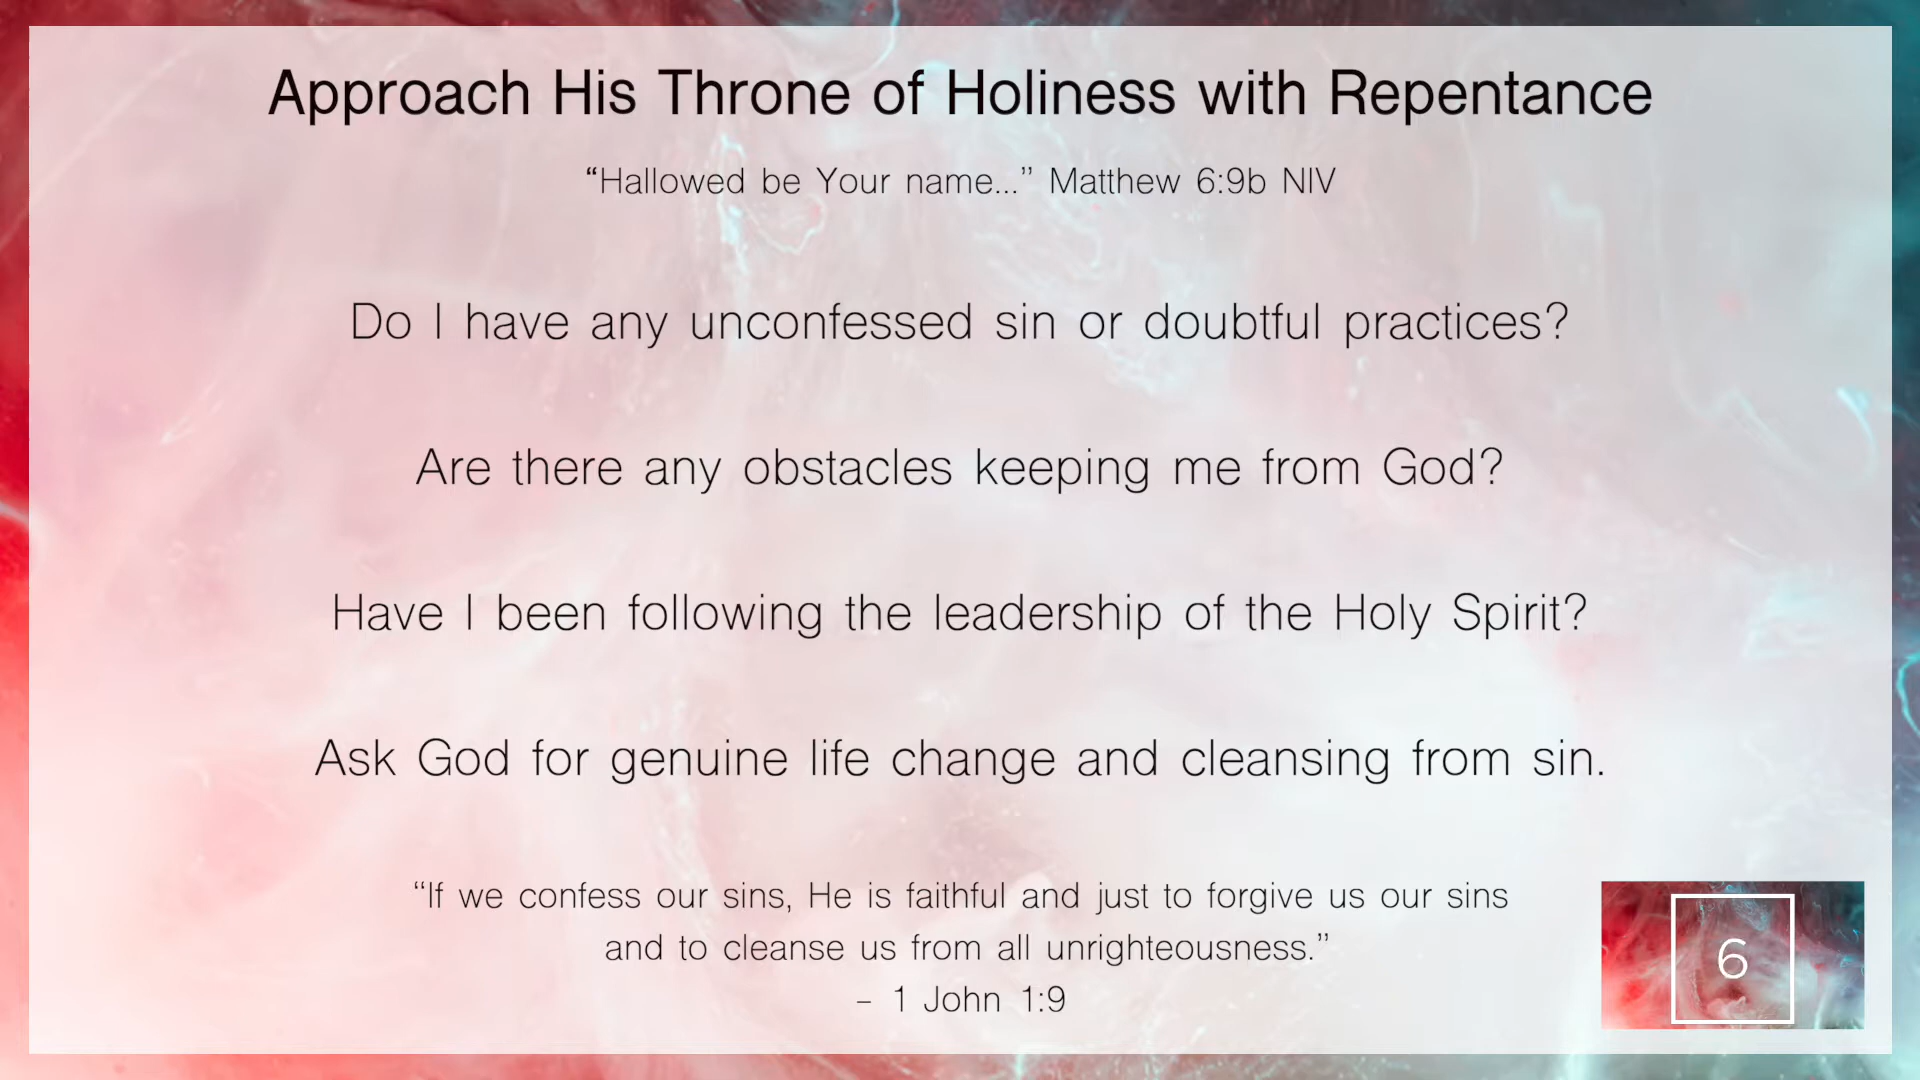 Approach His Throne of Holiness with Repentance
“Hallowed be Your name...” Matthew 6:9b NIV
Do I have any unconfessed sin or doubtful practices?
Are there any obstacles keeping me from God?
Have I been following the leadership of the Holy Spirit?
Ask God for genuine life change and cleansing from sin.
“If we confess our sins, He is faithful and just to forgive us our sins
and to cleanse us from all unrighteousness.”
– 1 John 1:9
6